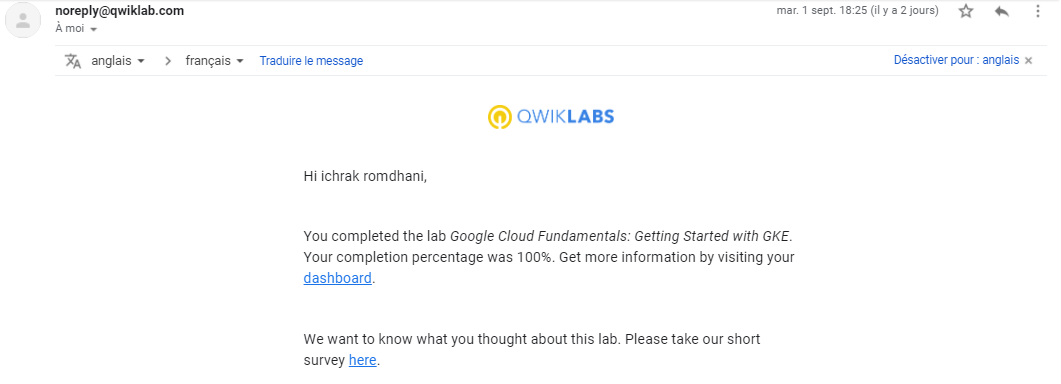 noreply@qwiklab.com
mar. 1 sept. 18:25 (il y a 2 jours)
À moi
anglais
français
Traduire le message
Désactiver pour : anglais
QWIKLABS
Hi ichrak romdhani,
You completed the lab Google Cloud Fundamentals: Getting Started with GKE.
Your completion percentage was 100%. Get more information by visiting your
dashboard.
We want to know what you thought about this lab. Please take our short
survey here.